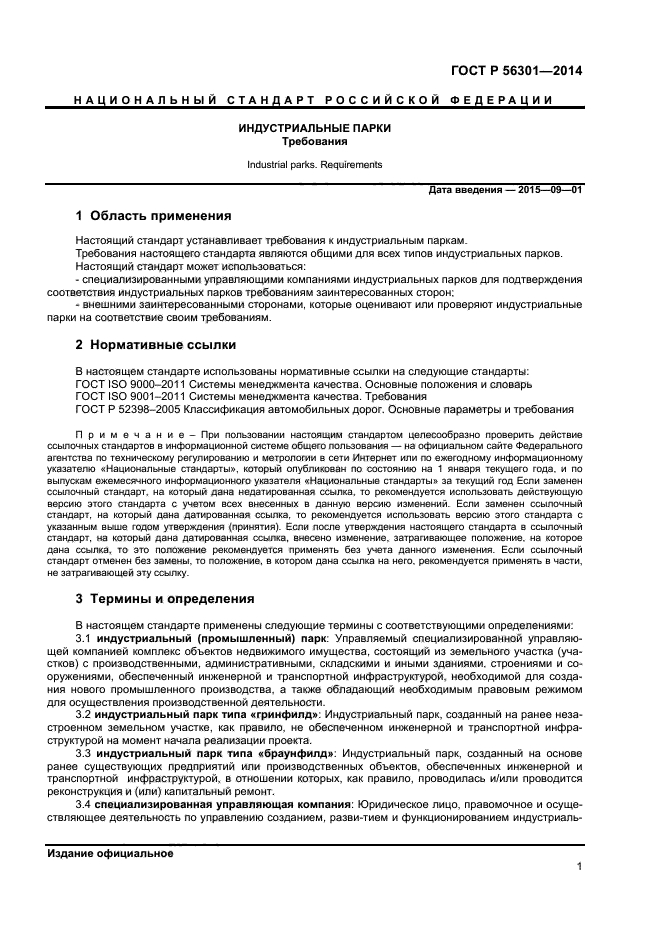 ГОСТ Р 56301—2014
НАЦИОНАЛЬНЫЙ СТАНДАРТ РОССИЙСКОЙ ФЕДЕРАЦИИ
ИНДУСТРИАЛЬНЫЕ ПАРКИ
Требования
Industrial parks. Requirements
Дата введения — 2015—09—01
1 Область применения
Настоящий стандарт устанавливает требования к индустриальным паркам.
Требования настоящего стандарта являются общими для всех типов индустриальных парков.
Настоящий стандарт может использоваться:
- специализированными управляющими компаниями индустриальных парков для подтверждения
соответствия индустриальных парков требованиям заинтересованных сторон;
- внешними заинтересованными сторонами, которые оценивают или проверяют индустриальные
парки на соответствие своим требованиям.
2 Нормативные ссылки
В настоящем стандарте использованы нормативные ссылки на следующие стандарты:
ГОСТ ISO 9000–2011 Системы менеджмента качества. Основные положения и словарь
ГОСТ ISO 9001–2011 Системы менеджмента качества. Требования
ГОСТ Р 52398–2005 Классификация автомобильных дорог. Основные параметры и требования
Примечание – При пользовании настоящим стандартом целесообразно проверить действие
ссылочных стандартов в информационной системе общего пользования — на официальном сайте Федерального
агентства по техническому регулированию и метрологии в сети Интернет или по ежегодному информационному
указателю «Национальные стандарты», который опубликован по состоянию на 1 января текущего года, и по
выпускам ежемесячного информационного указателя «Национальные стандарты» за текущий год Если заменен
ссылочный стандарт, на который дана недатированная ссылка, то рекомендуется использовать действующую
версию этого стандарта с учетом всех внесенных в данную версию изменений. Если заменен ссылочный
стандарт, на который дана датированная ссылка, то рекомендуется использовать версию этого стандарта с
указанным выше годом утверждения (принятия). Если после утверждения настоящего стандарта в ссылочный
стандарт, на который дана датированная ссылка, внесено изменение, затрагивающее положение, на которое
дана ссылка, то это положение рекомендуется применять без учета данного изменения. Если ссылочный
стандарт отменен без замены, то положение, в котором дана ссылка на него, рекомендуется применять в части,
не затрагивающей эту ссылку.
3 Термины и определения
В настоящем стандарте применены следующие термины с соответствующими определениями:
3.1 индустриальный (промышленный) парк: Управляемый специализированной управляю-
щей компанией комплекс объектов недвижимого имущества, состоящий из земельного участка (уча-
стков) с производственными, административными, складскими и иными зданиями, строениями и со-
оружениями, обеспеченный инженерной и транспортной инфраструктурой, необходимой для созда-
ния нового промышленного производства, а также обладающий необходимым правовым режимом
для осуществления производственной деятельности.
3.2 индустриальный парк типа «гринфилд»: Индустриальный парк, созданный на ранее неза-
строенном земельном участке, как правило, не обеспеченном инженерной и транспортной инфра-
структурой на момент начала реализации проекта.
3.3 индустриальный парк типа «браунфилд»: Индустриальный парк, созданный на основе
ранее существующих предприятий или производственных объектов, обеспеченных инженерной и
транспортной инфраструктурой, в отношении которых, как правило, проводилась и/или проводится
реконструкция и (или) капитальный ремонт.
3.4 специализированная управляющая компания: Юридическое лицо, правомочное и осуще-
ствляющее деятельность по управлению созданием, разви-тием и функционированием индустриаль-
Издание официальное
1